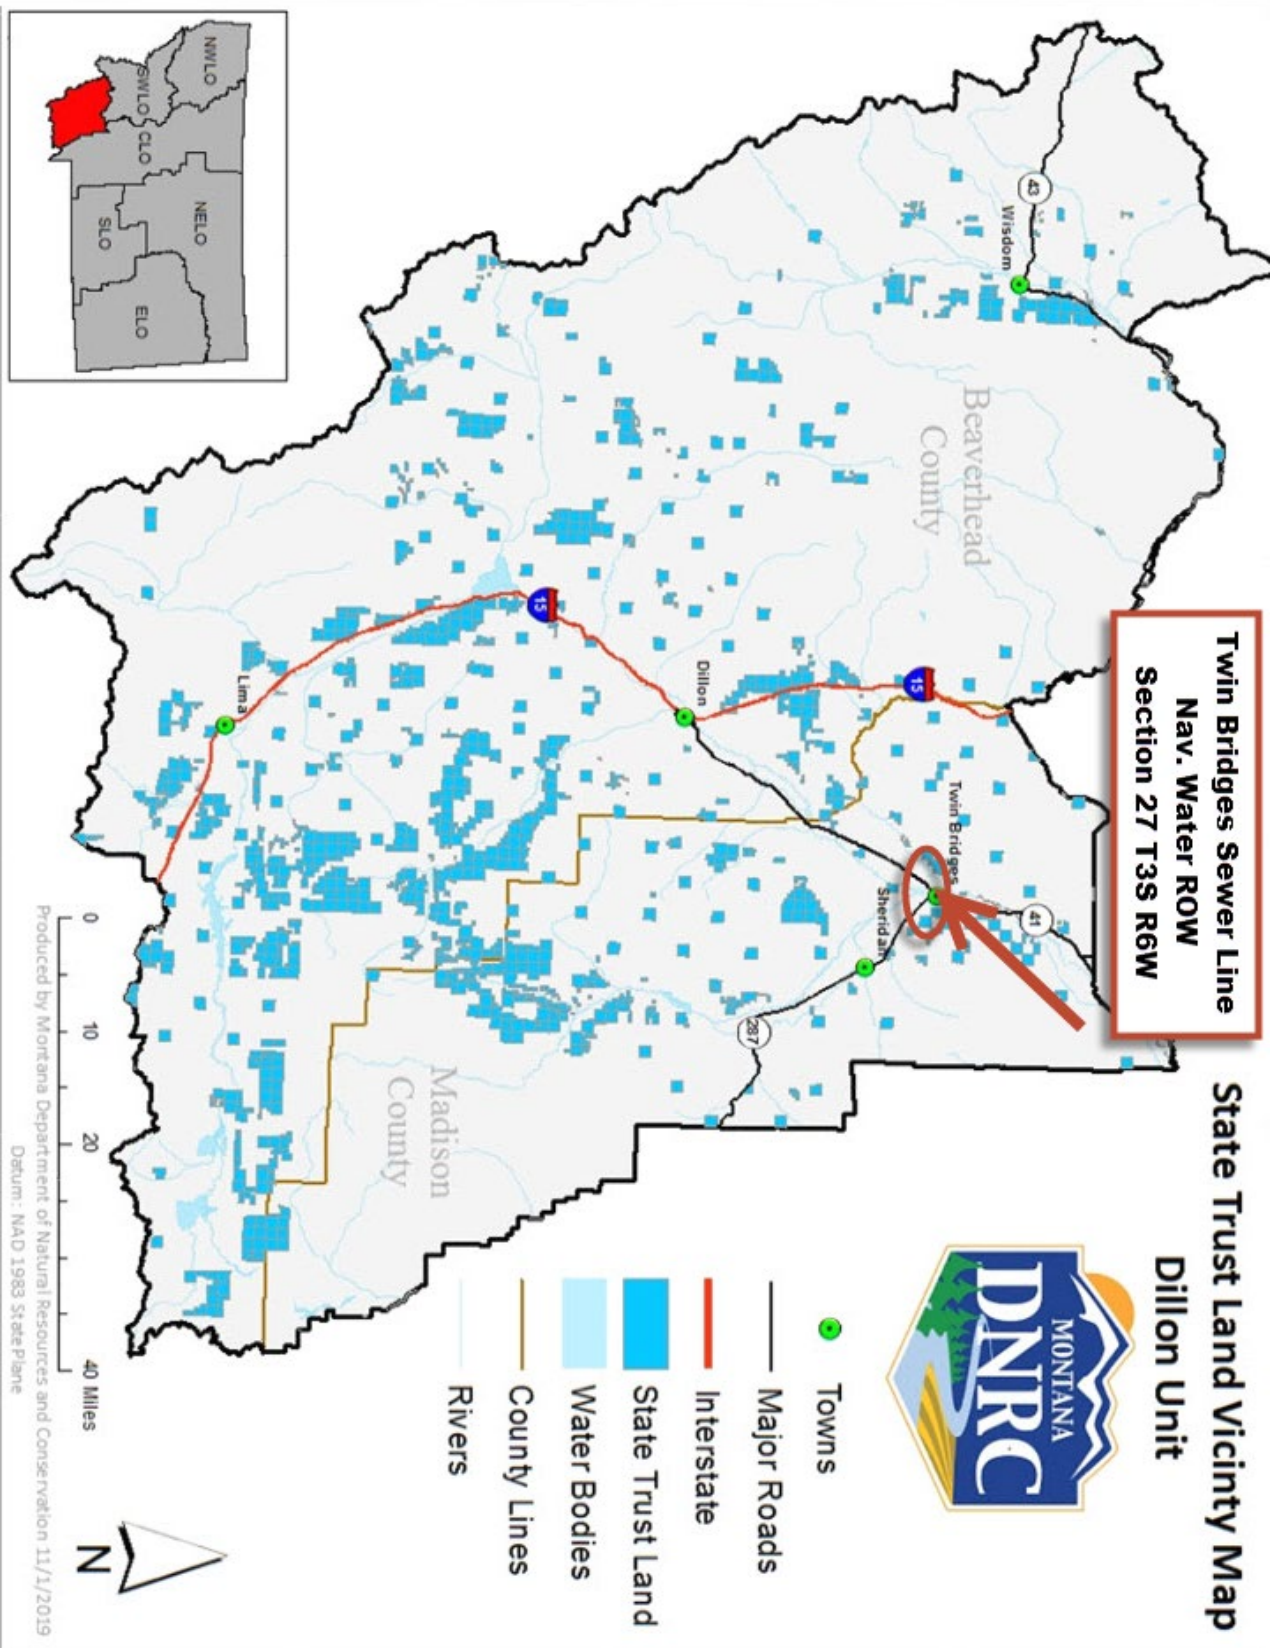 State Trust Land Vicinty Map
Dillon Unit
MONTANA
DNRC
Twin Bridges Sewer Line
Nav. Water ROW
Section 27 T3S R6W
43
Wisdom
Beaverhead
County
15
15
41
Twin Bridges
Sheridan
Dillon
287
Lima
Madison
County
Towns
Major Roads
Interstate
State Trust Land
Water Bodies
County Lines
Rivers
NWLO
SWLO
CLO
NELO
SLO
ELO
0 10 20 40 Miles
N
Produced by Montana Department of Natural Resources and Conservation 11/1/2019
Datum: NAD 1983 StatePlane